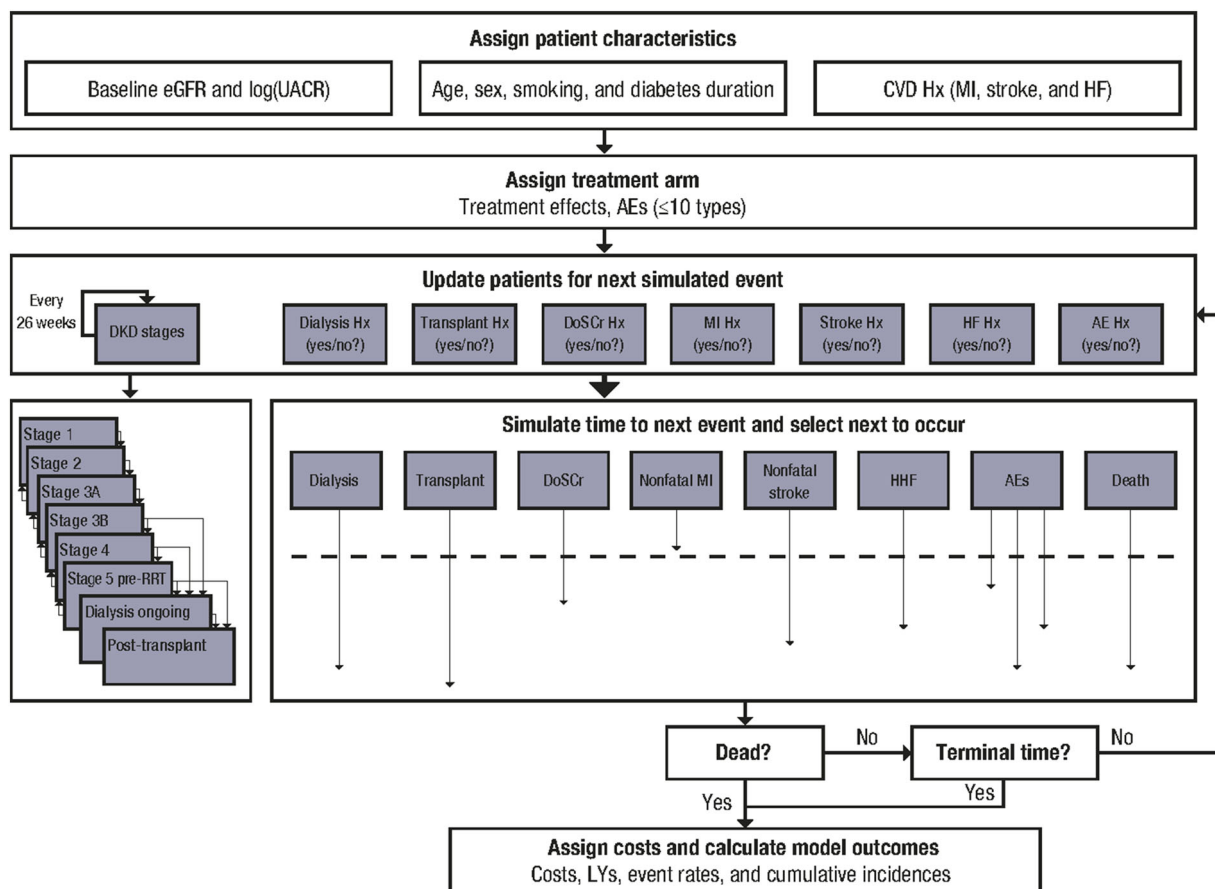 Assign patient characteristics
Baseline eGFR and log(UACR)
Age, sex, smoking, and diabetes duration
CVD Hx (MI, stroke, and HF)
Assign treatment arm
Treatment effects, AEs (≤10 types)
Update patients for next simulated event
Every
26 weeks
DKD stages
Dialysis Hx
(yes/no?)
Transplant Hx
(yes/no?)
DoSCr Hx
(yes/no?)
MI Hx
(yes/no?)
Stroke Hx
(yes/no?)
HF Hx
(yes/no?)
AE Hx
(yes/no?)
Stage 1
Stage 2
Stage 3A
Stage 3B
Stage 4
Stage 5 pre-RRT
Dialysis ongoing
Post-transplant
Simulate time to next event and select next to occur
Dialysis
Transplant
DoSCr
Nonfatal MI
Nonfatal
stroke
HHF
AEs
Death
Dead?
No
Terminal time?
No
Yes
Yes
Assign costs and calculate model outcomes
Costs, LYs, event rates, and cumulative incidences